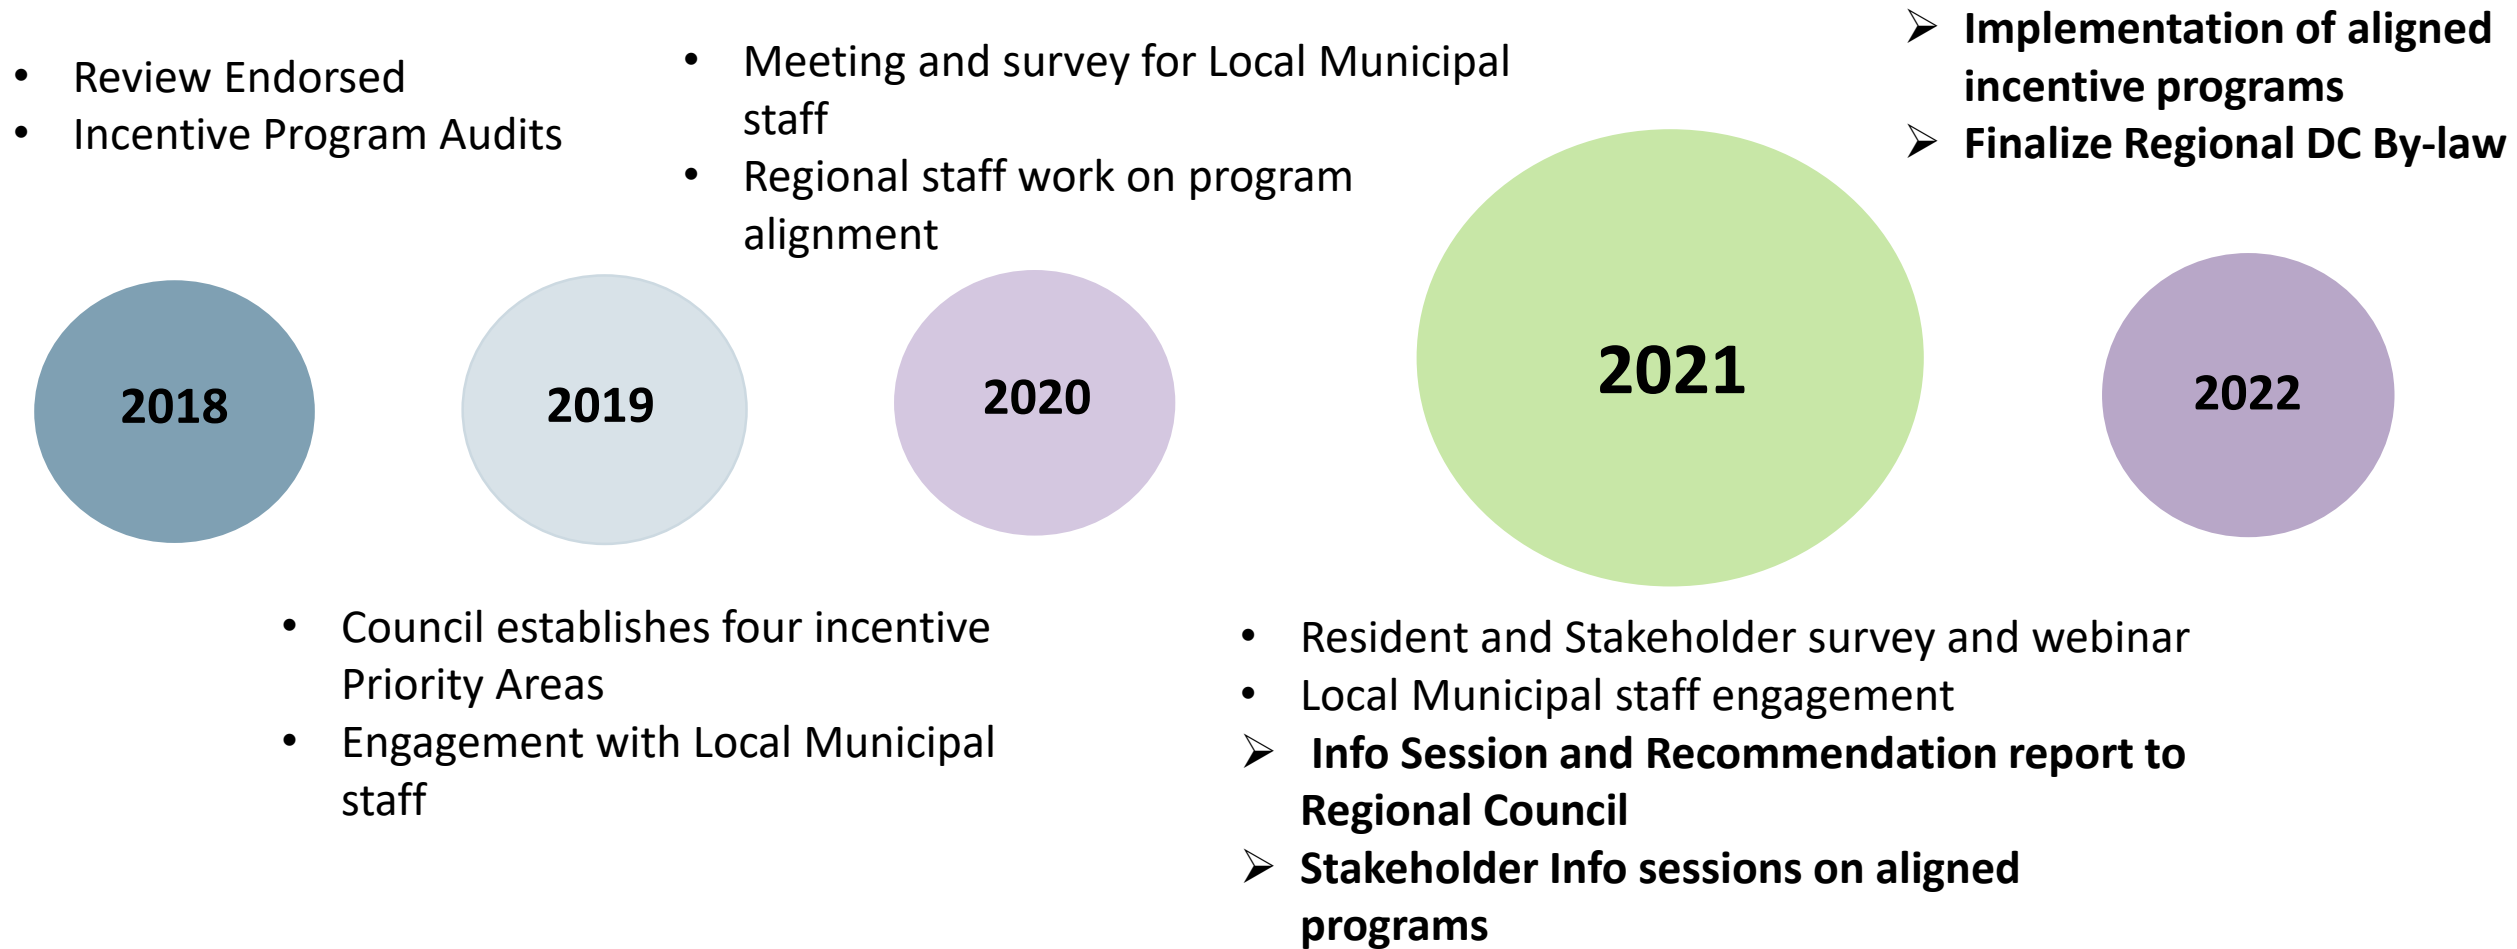 • Review Endorsed
• Incentive Program Audits
• Meeting and survey for Local Municipal
staff
• Regional staff work on program
alignment
➢ Implementation of aligned
incentive programs
➢ Finalize Regional DC By-law
2018
2019
2020
2021
2022
• Council establishes four incentive
Priority Areas
• Engagement with Local Municipal
staff
• Resident and Stakeholder survey and webinar
• Local Municipal staff engagement
➢ Info Session and Recommendation report to
Regional Council
➢ Stakeholder Info sessions on aligned
programs